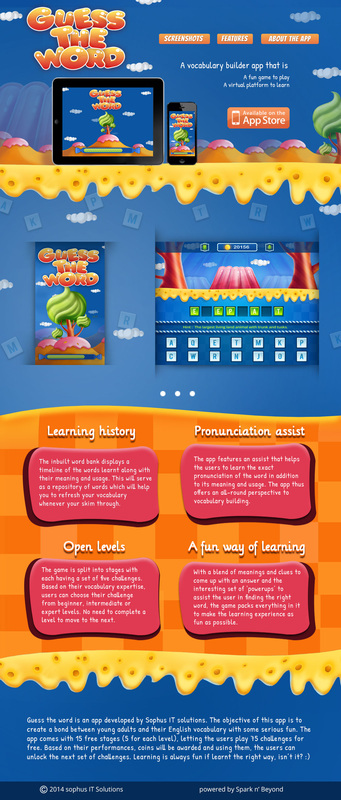 GUESS
THE
WORD
SCREENSHOTS
FEATURES
ABOUT THE APP
A vocabulary builder app that is
A fun game to play
A virtual platform to learn
GUESS
THE
WORD
GUESS
THE
WORD
Available on the
App Store
A K P M T R
GUESS
THE
WORD
20156
Hint : The largest living land animal with trunk and tusks.
A Q E T M K P
C W R N J O A
Learning history
Pronunciation assist
The inbuilt word bank displays a
timeline of the words learnt along with
their meaning and usage. This will serve
as a repository of words which will help
you to refresh your vocabulary
whenever your skim through.
The app features an assist that helps
the users to learn the exact
pronunciation of the word in addition
to its meaning and usage. The app thus
offers an all-round perspective to
vocabulary building.
Open levels
A fun way of learning
The game is split into stages with
each having a set of five challenges.
Based on their vocabulary expertise,
users can choose their challenge
from beginner, intermediate or
expert levels. No need to complete a
level to move to the next.
With a blend of meanings and clues to
come up with an answer and the
interesting set of 'powerups' to
assist the user in finding the right
word, the game packs everything in it
to make the learning experience as
fun as possible.
Guess the word is an app developed by Sophus IT solutions. The objective of this app is to
create a bond between young adults and their English vocabulary with some serious fun. The
app comes with 15 free stages (5 for each level), letting the users play 75 challenges for
free. Based on their performances, coins will be awarded and using them, the users can
unlock the next set of challenges. Learning is always fun if learnt the right way, isn't it? :)
© 2014 sophus IT Solutions
powered by Spark n' Beyond